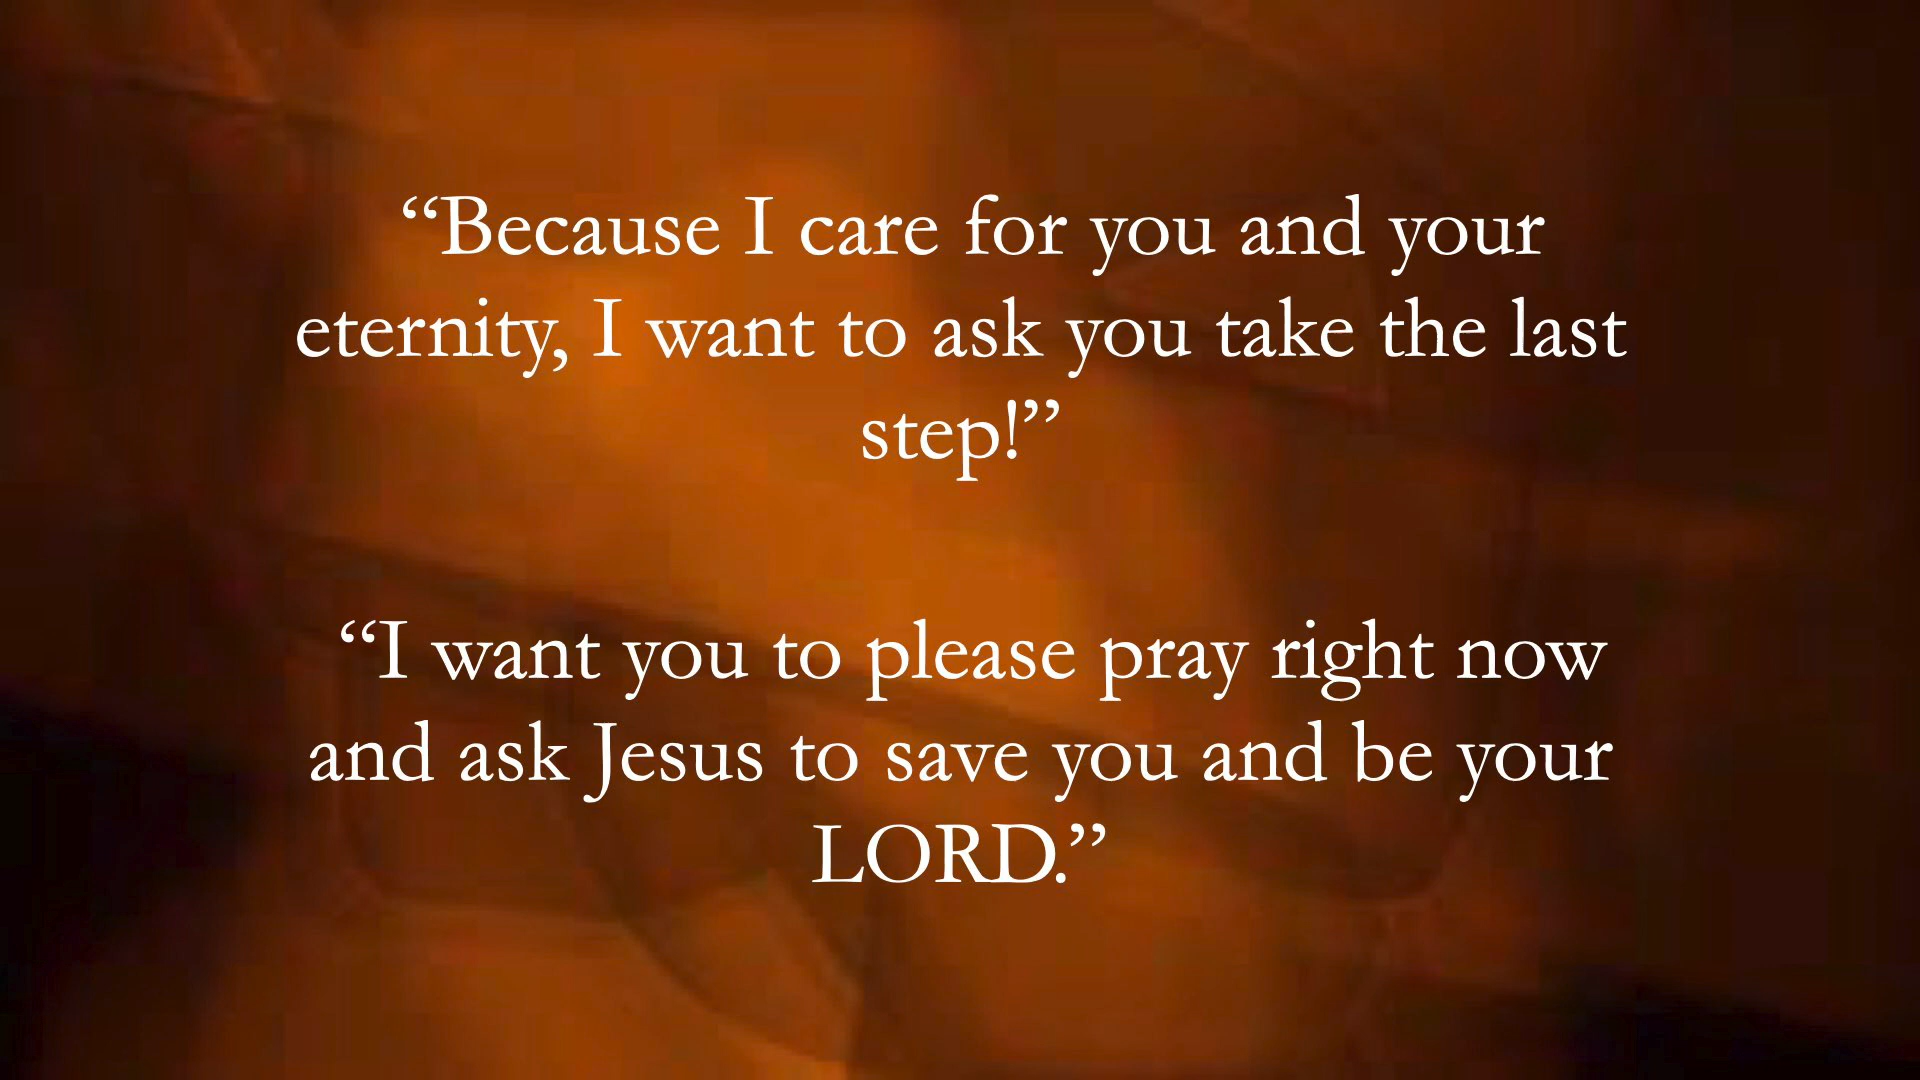 “Because I care for you and your
eternity, I want to ask you take the last
step!”
“I want you to please pray right now
and ask Jesus to save you and be your
LORD.”